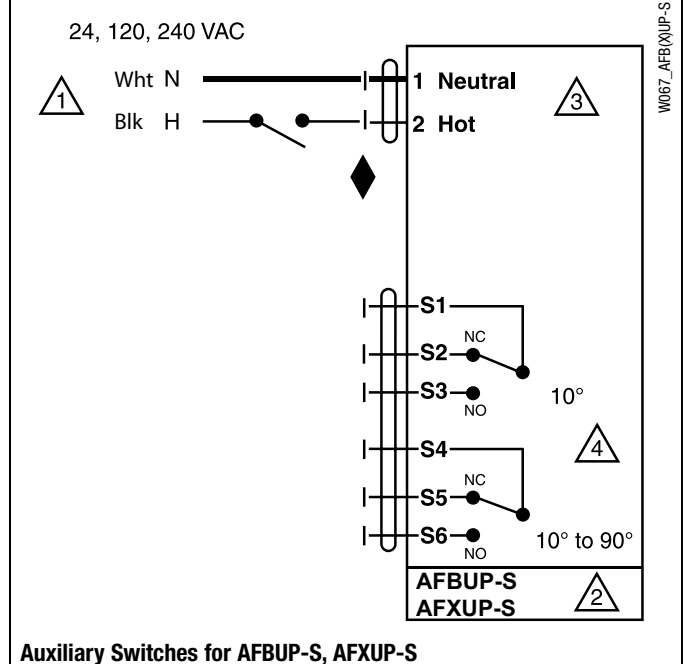 24, 120, 240 VAC
W067_AFB(X)UP-S
1
Wht N
1 Neutral
3
Blk H
2 Hot
S1
NC
S2
S3
NO
10°
S4
4
NC
S5
S6
NO
10° to 90°
AFBUP-S
AFXUP-S
2
Auxiliary Switches for AFBUP-S, AFXUP-S